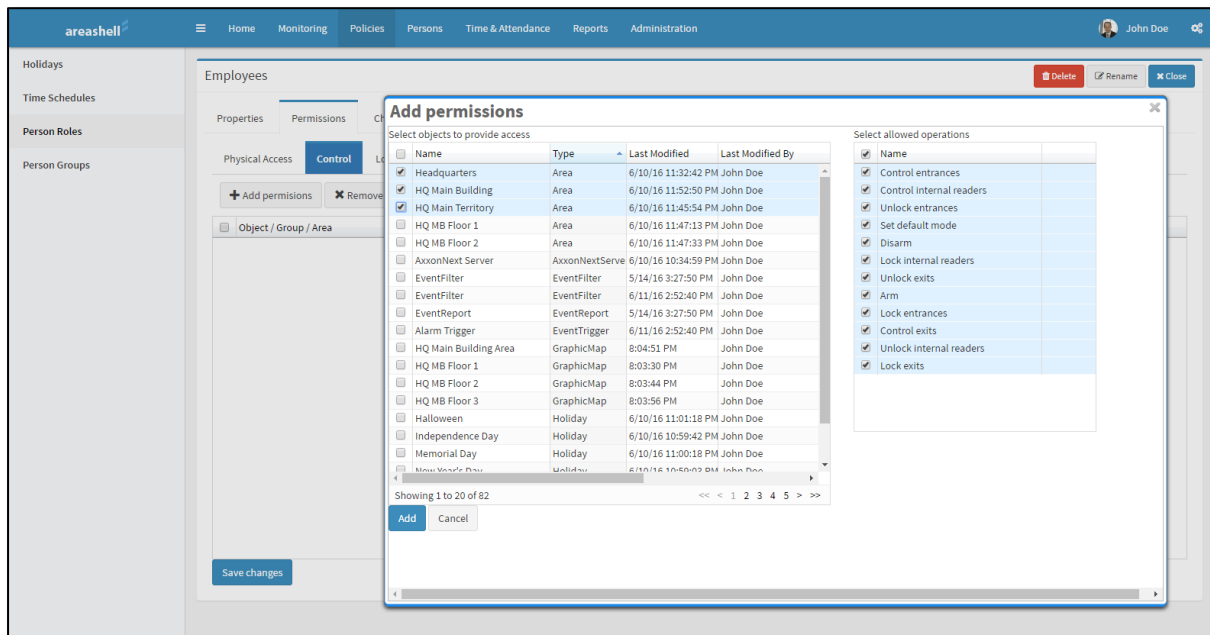 areashell
Home Monitoring Policies Persons Time & Attendance Reports Administration John Doe
Holidays
Time Schedules
Person Roles
Person Groups
Employees
Delete Rename Close
Properties Permissions Ch
Physical Access Control Lo
Add permisions Remove
Object / Group / Area
Save changes
Add permissions
Select objects to provide access
Name Type Last Modified Last Modified By
Headquarters Area 6/10/16 11:32:42 PM John Doe
HQ Main Building Area 6/10/16 11:52:50 PM John Doe
HQ Main Territory Area 6/10/16 11:45:54 PM John Doe
HQ MB Floor 1 Area 6/10/16 11:47:13 PM John Doe
HQ MB Floor 2 Area 6/10/16 11:47:33 PM John Doe
AxxonNext Server AxxonNextServe 6/10/16 10:34:59 PM John Doe
EventFilter EventFilter 5/14/16 3:27:50 PM John Doe
EventFilter EventFilter 6/11/16 2:52:40 PM John Doe
EventReport EventReport 5/14/16 3:27:50 PM John Doe
Alarm Trigger EventTrigger 6/11/16 2:52:40 PM John Doe
HQ Main Building Area GraphicMap 8:04:51 PM John Doe
HQ MB Floor 1 GraphicMap 8:03:30 PM John Doe
HQ MB Floor 2 GraphicMap 8:03:44 PM John Doe
HQ MB Floor 3 GraphicMap 8:03:56 PM John Doe
Halloween Holiday 6/10/16 11:01:18 PM John Doe
Independence Day Holiday 6/10/16 10:59:42 PM John Doe
Memorial Day Holiday 6/10/16 11:00:18 PM John Doe
New Year's Day Holiday 6/10/16 10:59:03 PM John Doe
Showing 1 to 20 of 82 << < 1 2 3 4 5 > >>
Add Cancel
Select allowed operations
Name
Control entrances
Control internal readers
Unlock entrances
Set default mode
Disarm
Lock internal readers
Unlock exits
Arm
Lock entrances
Control exits
Unlock internal readers
Lock exits